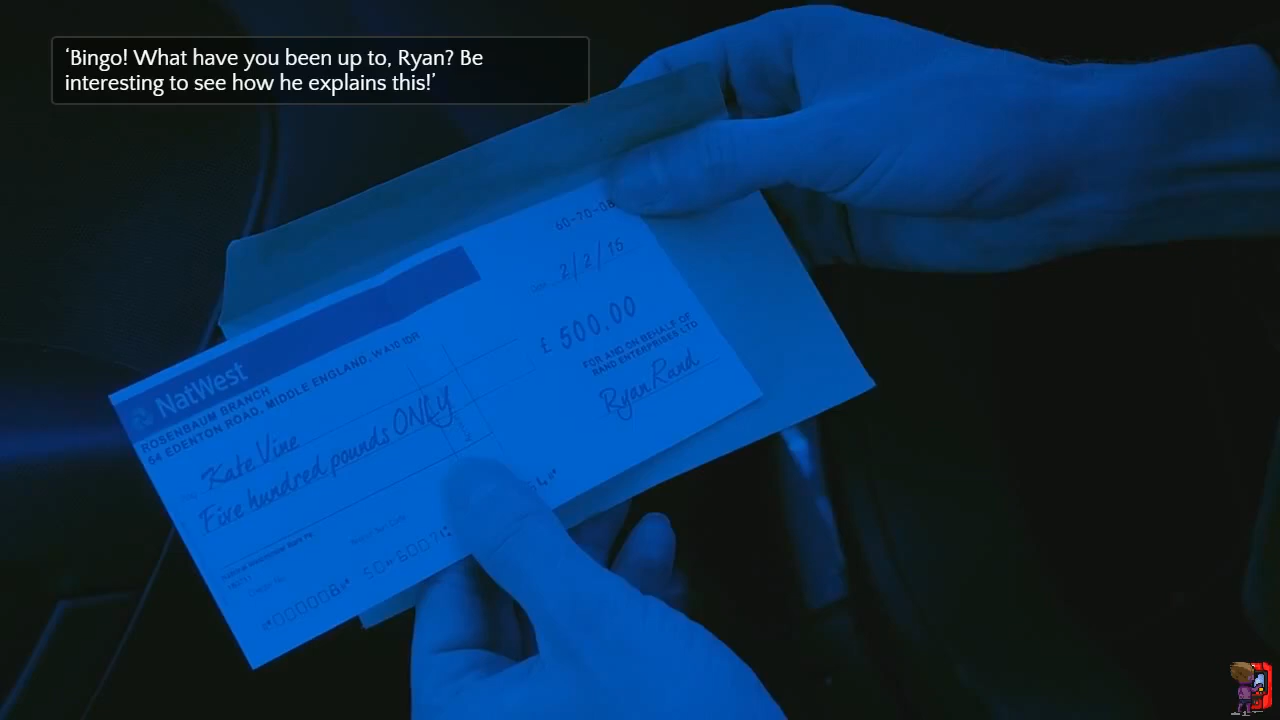 ‘Bingo! What have you been up to, Ryan? Be
interesting to see how he explains this!’
NatWest
ROSENBAUM BRANCH
64 EDENTON ROAD, MIDDLE ENGLAND, WA10 1DR
60-70-08
Date 2/2/15
Kate Vine
Five hundred pounds ONLY
£ 500.00
FOR AND ON BEHALF OF
RAND ENTERPRISES LTD
Ryan Rand